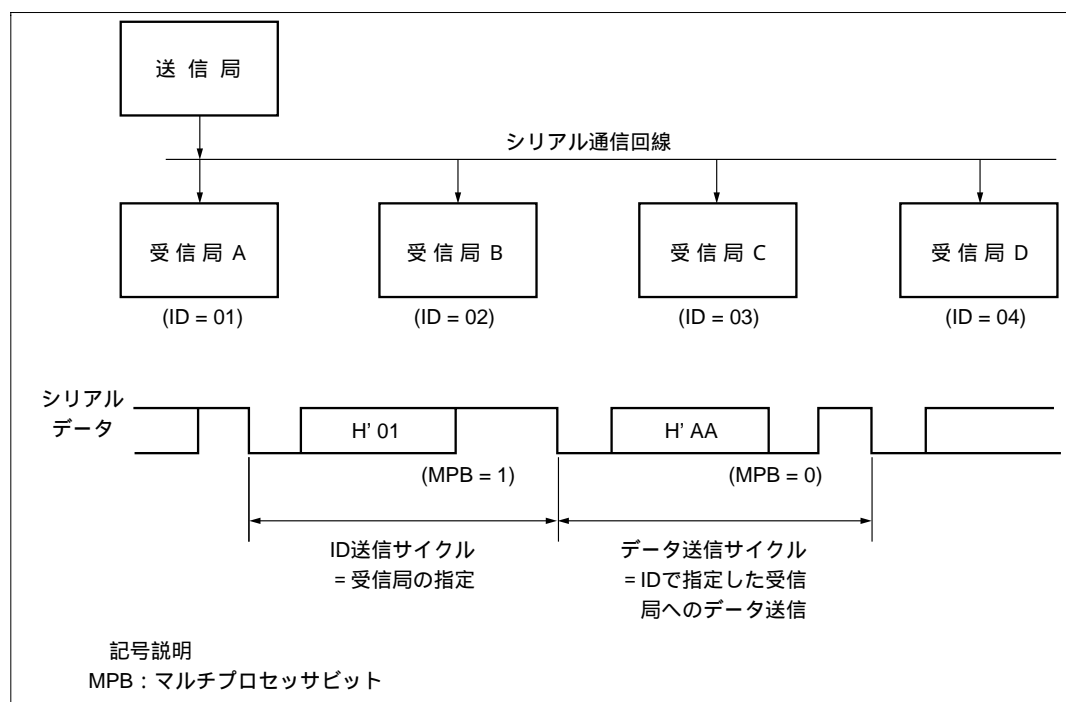 送信局
シリアル通信回線
受信局 A
受信局 B
受信局 C
受信局 D
(ID = 01)
(ID = 02)
(ID = 03)
(ID = 04)
シリアル
データ
H' 01
H' AA
(MPB = 1)
(MPB = 0)
ID送信サイクル
= 受信局の指定
データ送信サイクル
= IDで指定した受信
局へのデータ送信
記号説明
MPB : マルチプロセッサビット